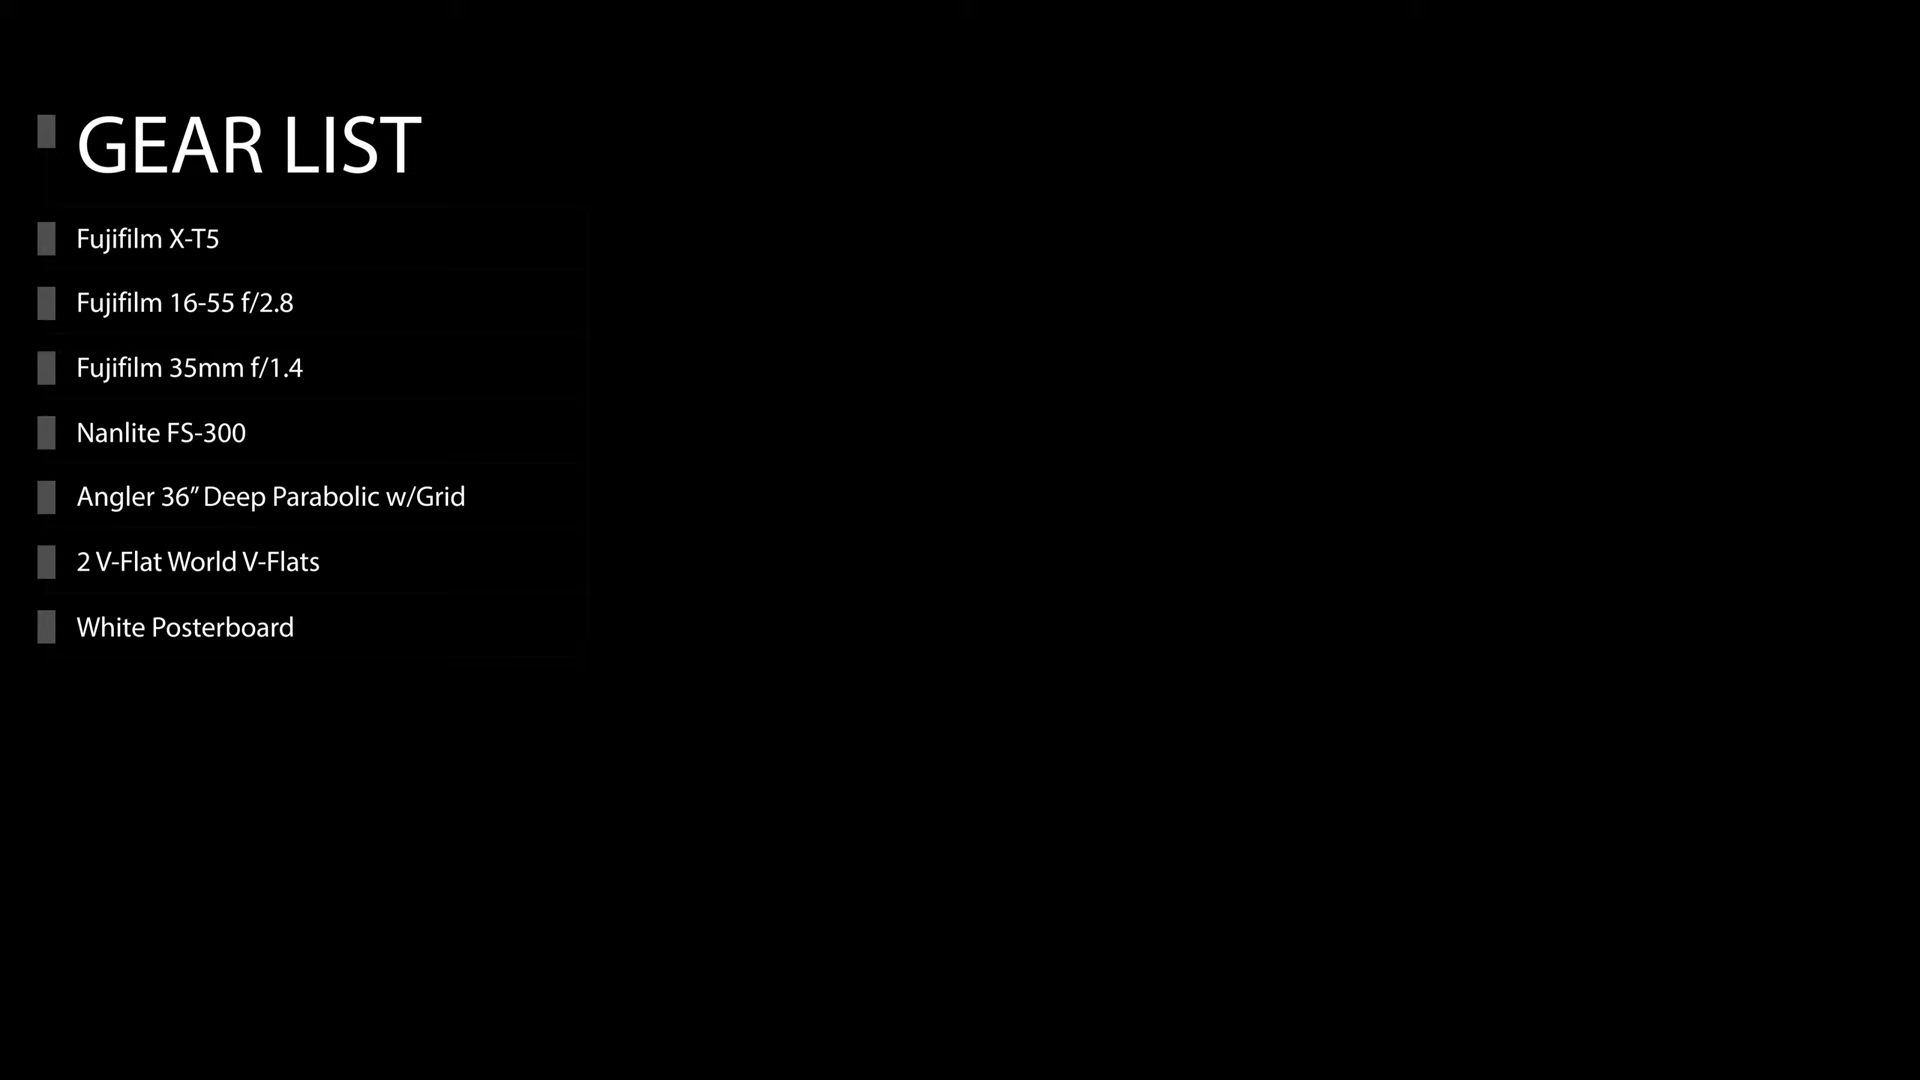 GEAR LIST
Fujifilm X-T5
Fujifilm 16-55 f/2.8
Fujifilm 35mm f/1.4
Nanlite FS-300
Angler 36” Deep Parabolic w/Grid
2 V-Flat World V-Flats
White Posterboard